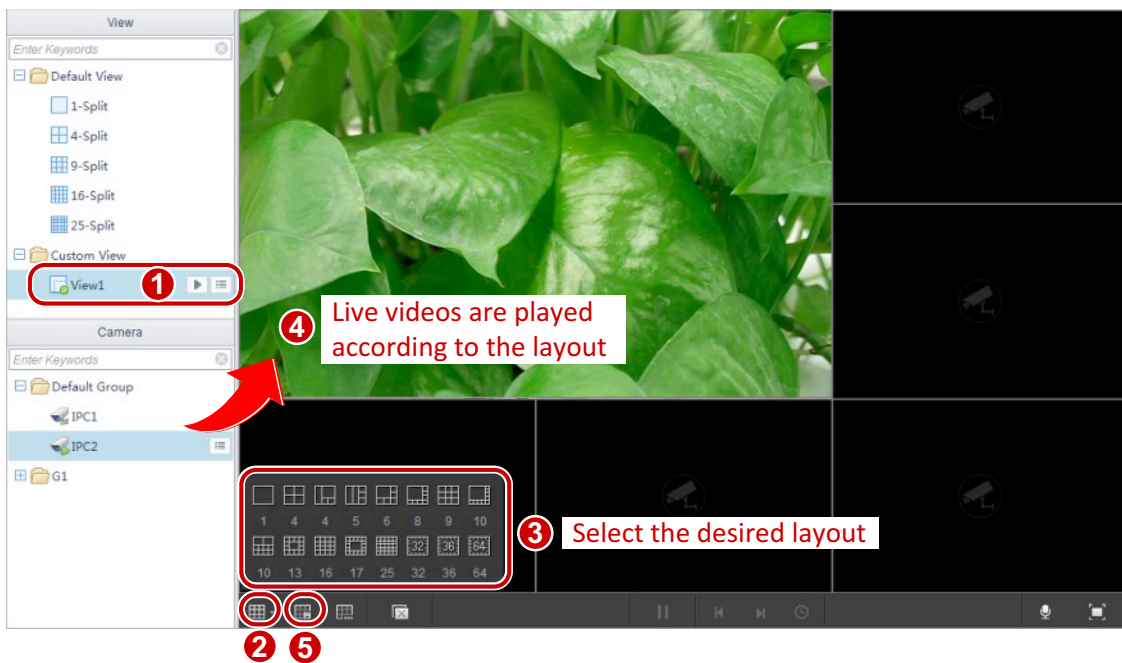 View
Enter Keywords
Default View
1-Split
4-Split
9-Split
16-Split
25-Split
Custom View
View1
1
Camera
Enter Keywords
Default Group
IPC1
IPC2
G1
4
Live videos are played
according to the layout
1 4 4 5 6 8 9 10
32 36 64
10 13 16 17 25 32 36 64
3
Select the desired layout
2
5